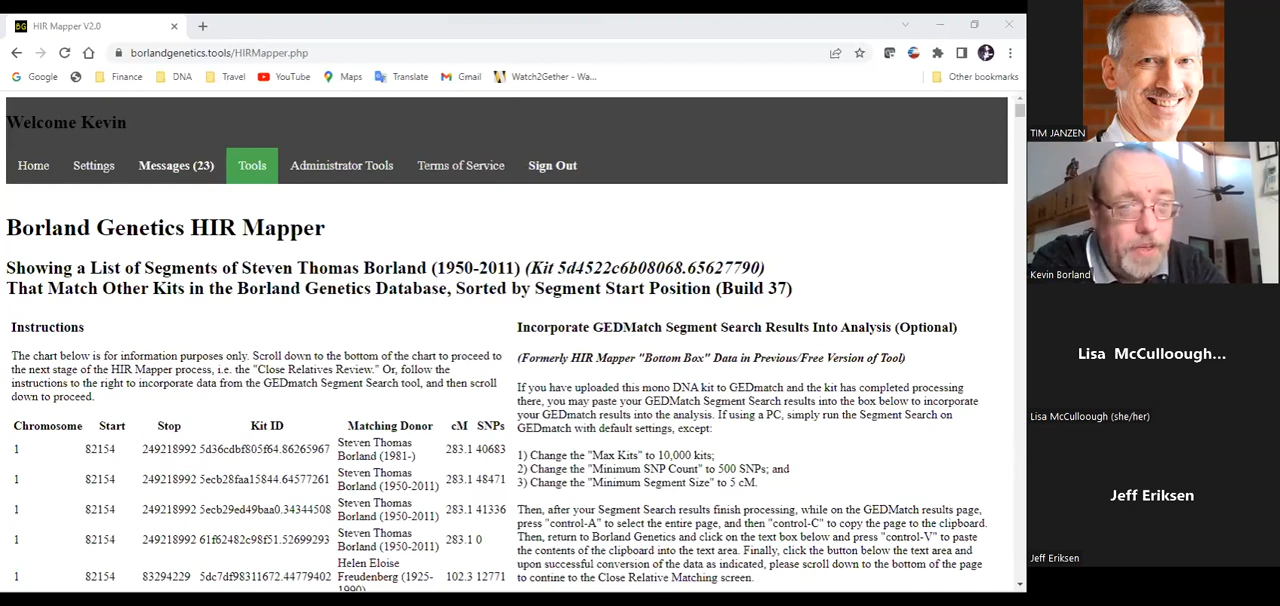 HIR Mapper V2.0
borlandgenetics.tools/HIRMapper.php
Google Finance DNA Travel YouTube Maps Translate Gmail Watch2Gether - Wa... Other bookmarks
Welcome Kevin
Home Settings Messages (23) Tools Administrator Tools Terms of Service Sign Out
Borland Genetics HIR Mapper
Showing a List of Segments of Steven Thomas Borland (1950-2011) (Kit 5d4522c6b08068.65627790)
That Match Other Kits in the Borland Genetics Database, Sorted by Segment Start Position (Build 37)
Instructions
The chart below is for information purposes only. Scroll down to the bottom of the chart to proceed to
the next stage of the HIR Mapper process, i.e. the "Close Relatives Review." Or, follow the
instructions to the right to incorporate data from the GEDmatch Segment Search tool, and then scroll
down to proceed.
Chromosome Start Stop Kit ID Matching Donor cM SNPs
1 82154 249218992 5d36cdbf805f64.86265967 Steven Thomas
Borland (1981-) 283.1 40683
1 82154 249218992 5ecb28faa15844.64577261 Steven Thomas
Borland (1950-2011) 283.1 48471
1 82154 249218992 5ecb29ed49baa0.34344508 Steven Thomas
Borland (1950-2011) 283.1 41336
1 82154 249218992 61f62482c98f51.52699293 Steven Thomas
Borland (1950-2011) 283.1 0
1 82154 83294229 5dc7df98311672.44779402 Helen Eloise
Freudenberg (1925-
1990) 102.3 12771
Incorporate GEDMatch Segment Search Results Into Analysis (Optional)
(Formerly HIR Mapper "Bottom Box" Data in Previous/Free Version of Tool)
If you have uploaded this mono DNA kit to GEDmatch and the kit has completed processing
there, you may paste your GEDMatch Segment Search results into the box below to incorporate
your GEDmatch results into the analysis. If using a PC, simply run the Segment Search on
GEDmatch with default settings, except:
1) Change the "Max Kits" to 10,000 kits;
2) Change the "Minimum SNP Count" to 500 SNPs; and
3) Change the "Minimum Segment Size" to 5 cM.
Then, after your Segment Search results finish processing, while on the GEDMatch results page,
press "control-A" to select the entire page, and then "control-C" to copy the page to the clipboard.
Then, return to Borland Genetics and click on the text box below and press "control-V" to paste
the contents of the clipboard into the text area. Finally, click the button below the text area and
upon successful conversion of the data as indicated, please scroll down to the bottom of the page
to contine to the Close Relative Matching screen.
TIM JANZEN
Kevin Borland
Lisa McCulloough...
Lisa McCulloough (she/her)
Jeff Eriksen
Jeff Eriksen